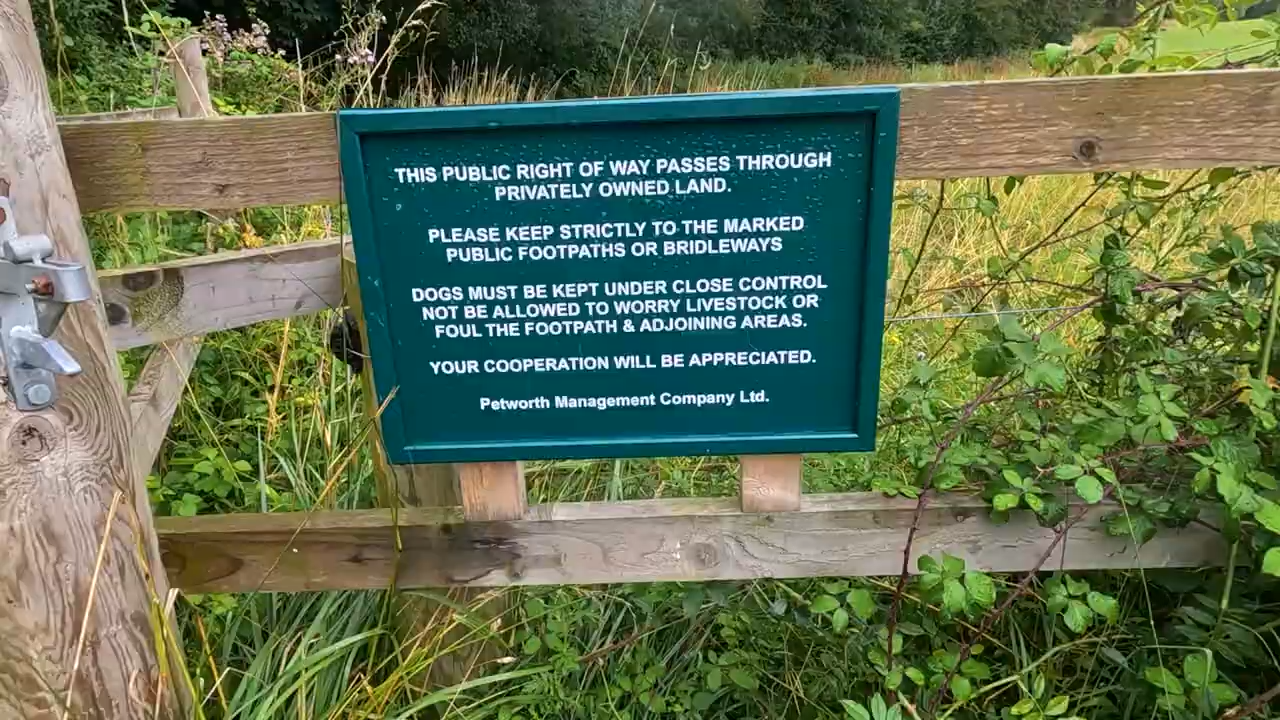 THIS PUBLIC RIGHT OF WAY PASSES THROUGH
PRIVATELY OWNED LAND.
PLEASE KEEP STRICTLY TO THE MARKED
PUBLIC FOOTPATHS OR BRIDLEWAYS
DOGS MUST BE KEPT UNDER CLOSE CONTROL
NOT BE ALLOWED TO WORRY LIVESTOCK OR
FOUL THE FOOTPATH & ADJOINING AREAS.
YOUR COOPERATION WILL BE APPRECIATED.
Petworth Management Company Ltd.